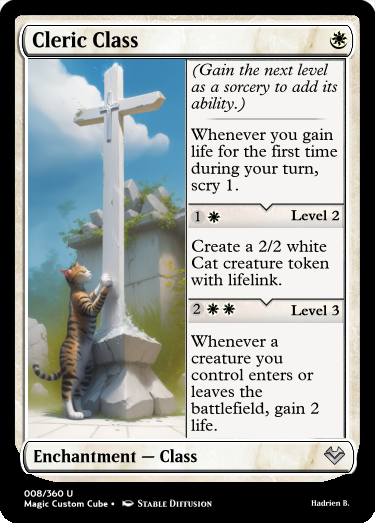 Cleric Class
(Gain the next level
as a sorcery to add its
ability.)
Whenever you gain
life for the first time
during your turn,
scry 1.
1 Level 2
Create a 2/2 white
Cat creature token
with lifelink.
2 Level 3
Whenever a
creature you
control enters or
leaves the
battlefield, gain 2
life.
Enchantment — Class
008/360 U
Magic Custom Cube • Stable Diffusion
Hadrien B.